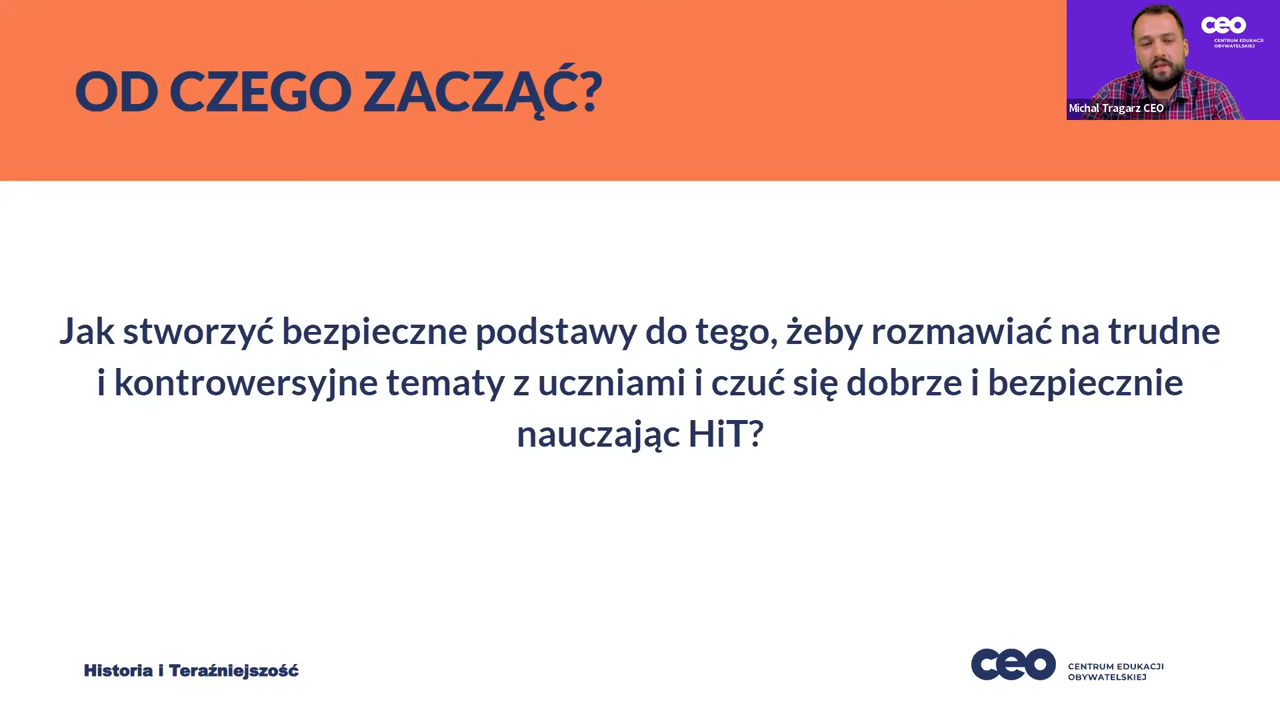 OD CZEGO ZACZĄĆ?
ceo
CENTRUM EDUKACJI
OBYWATELSKIEJ
Michal Tragarz CEO
Jak stworzyć bezpieczne podstawy do tego, żeby rozmawiać na trudne
i kontrowersyjne tematy z uczniami i czuć się dobrze i bezpiecznie
nauczając HiT?
Historia i Teraźniejszość
ceo
CENTRUM EDUKACJI
OBYWATELSKIEJ